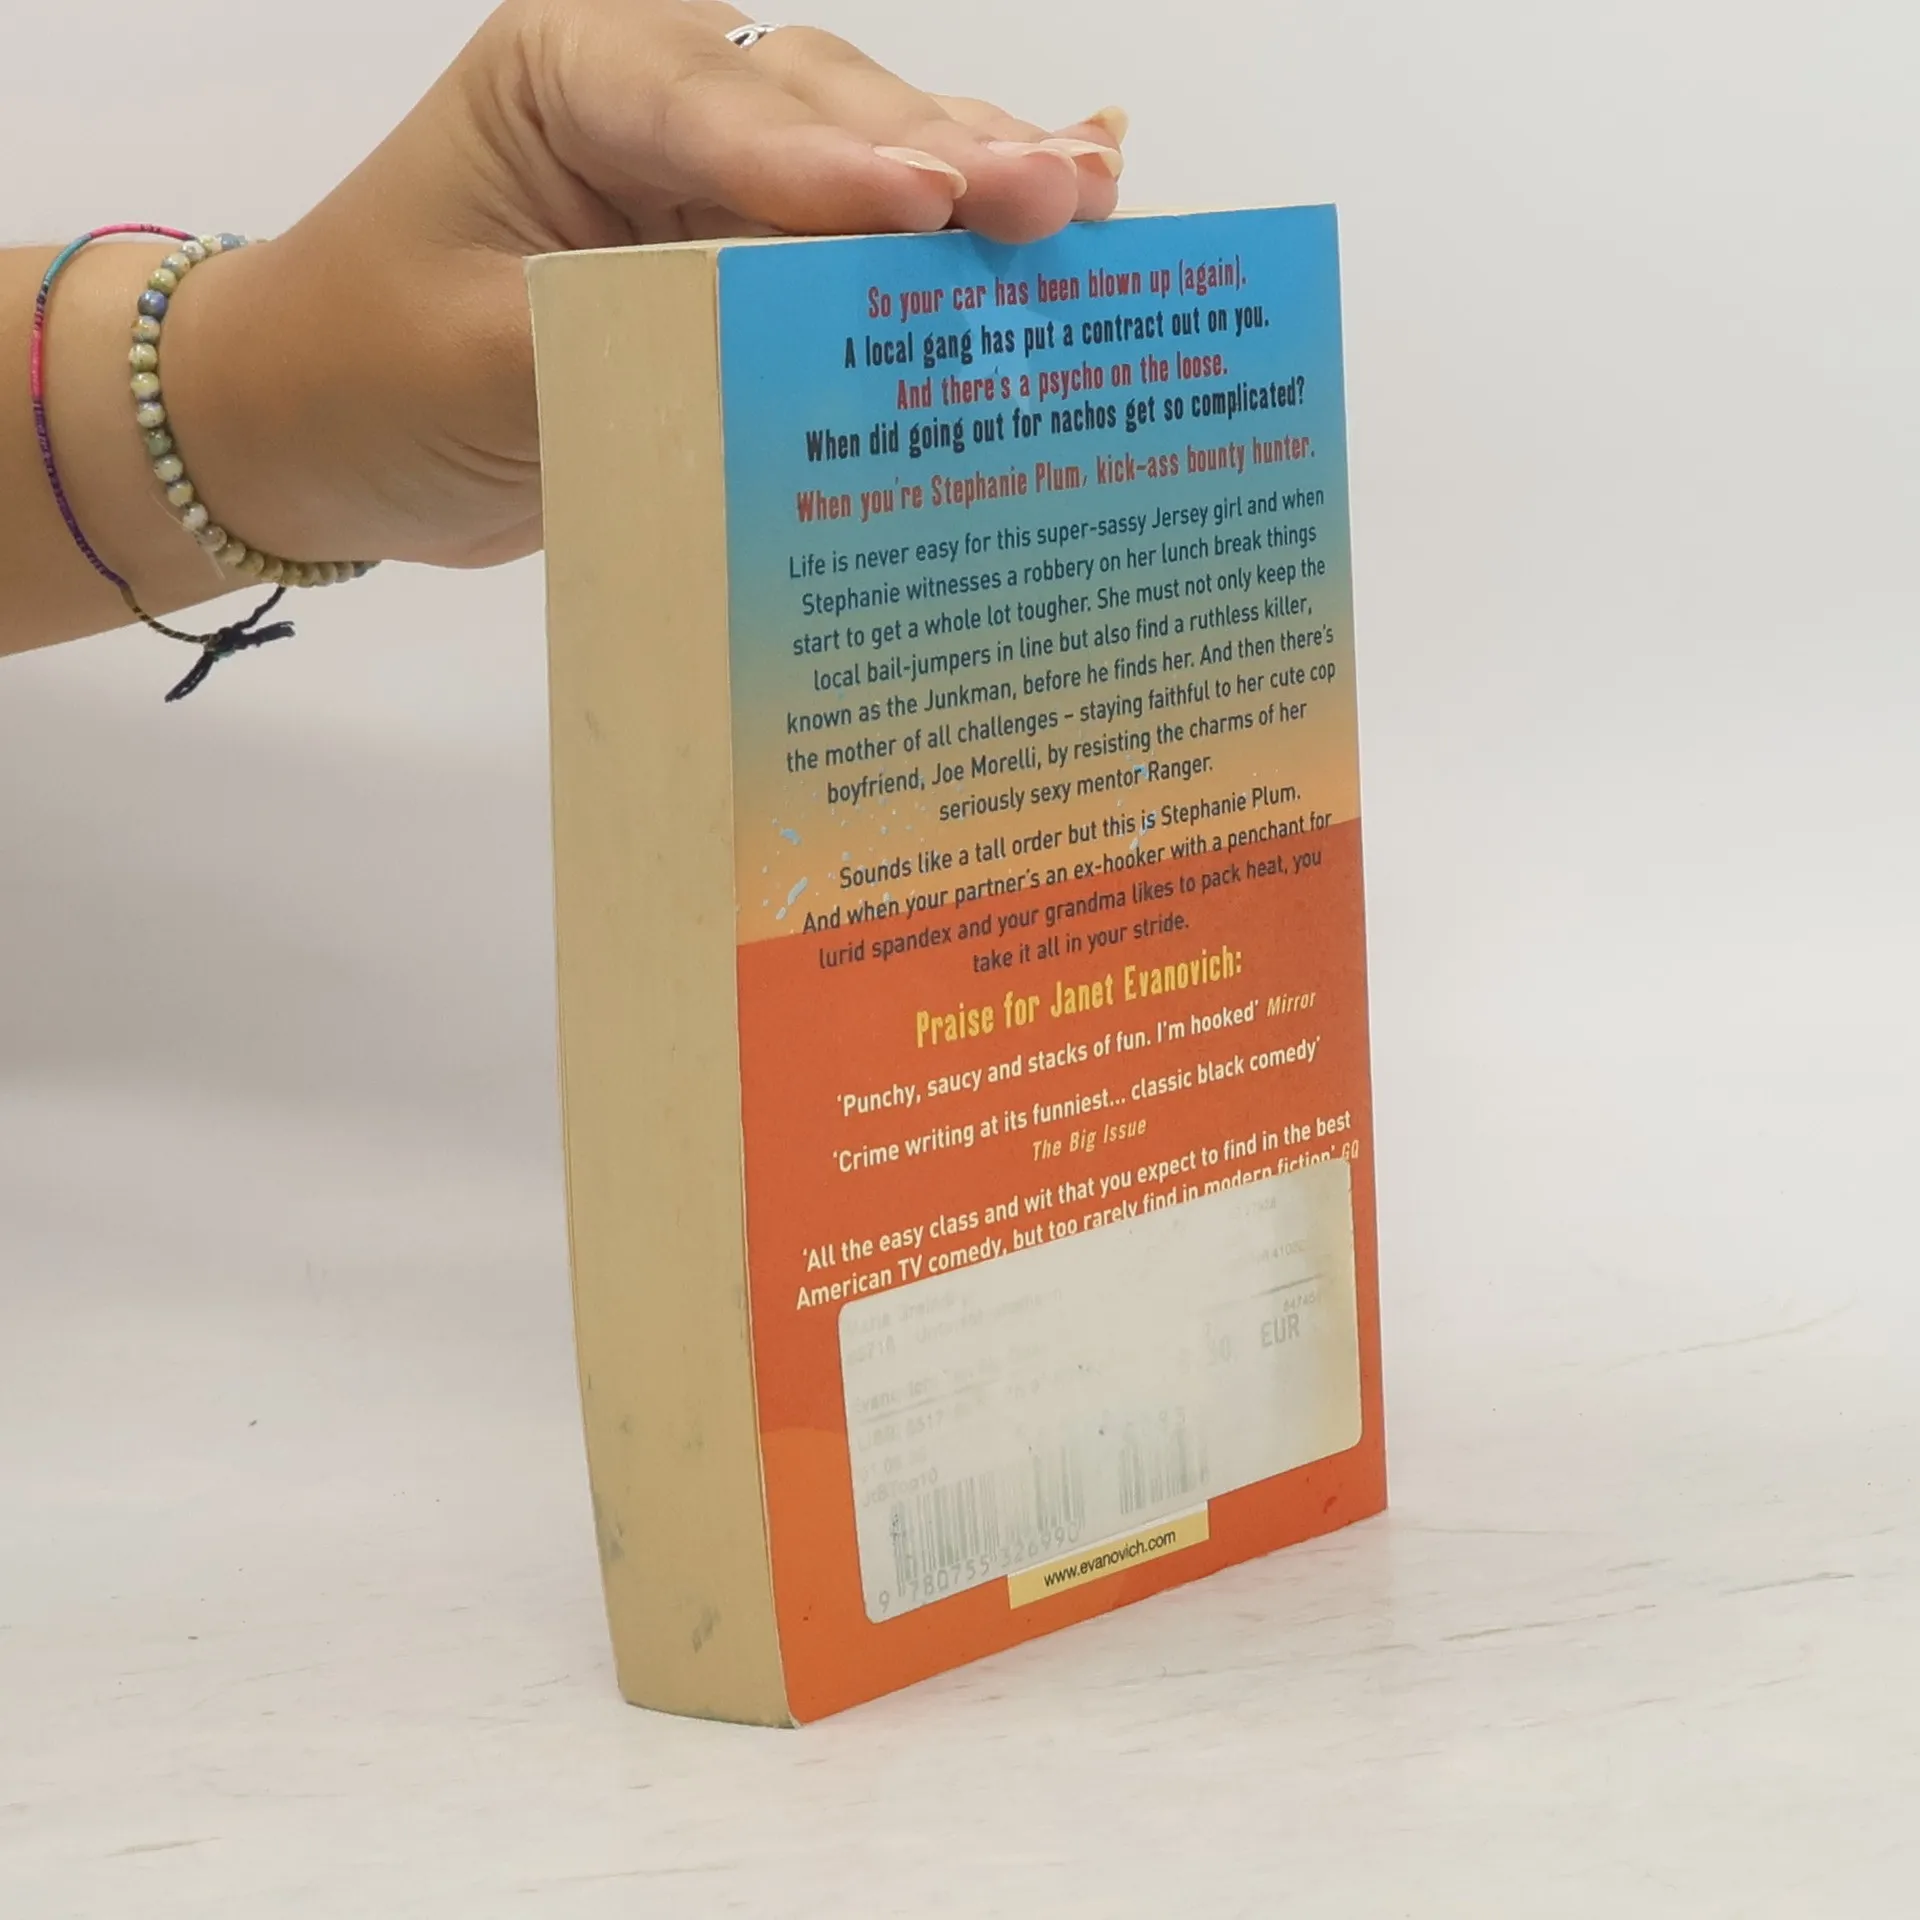 So your car has been blown up (again).
A local gang has put a contract out on you.
And there's a psycho on the loose.
When did going out for nachos get so complicated?
When you're Stephanie Plum, kick-ass bounty hunter.
Life is never easy for this super-sassy Jersey girl and when
Stephanie witnesses a robbery on her lunch break things
start to get a whole lot tougher. She must not only keep the
local bail-jumpers in line but also find a ruthless killer,
known as the Junkman, before he finds her. And then there's
the mother of all challenges – staying faithful to her cute cop
boyfriend, Joe Morelli, by resisting the charms of her
seriously sexy mentor Ranger.
Sounds like a tall order but this is Stephanie Plum.
And when your partner's an ex-hooker with a penchant for
lurid spandex and your grandma likes to pack heat, you
take it all in your stride.
Praise for Janet Evanovich:
'Punchy, saucy and stacks of fun. I'm hooked' Mirror
'Crime writing at its funniest... classic black comedy'
The Big Issue
'All the easy class and wit that you expect to find in the best
American TV comedy, but too rarely find in modern fiction' GQ
EUR
9 780755 326990
www.evanovich.com